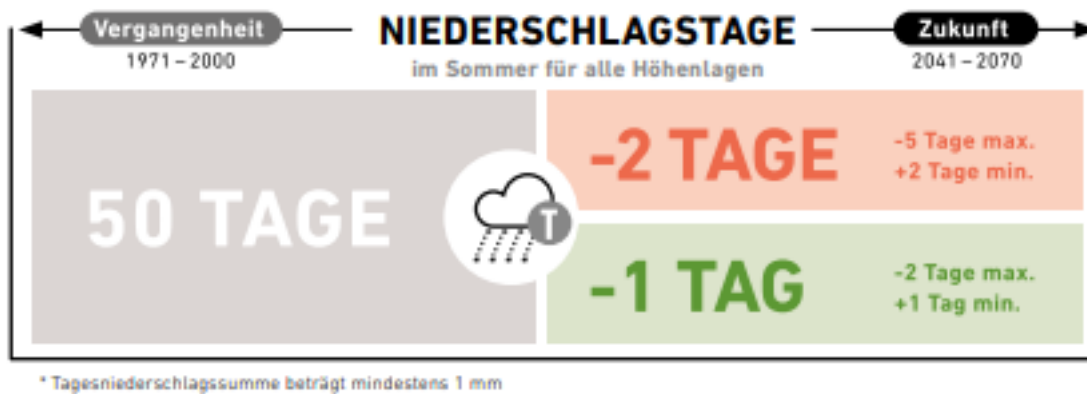 Vergangenheit
1971 – 2000
NIEDERSCHLAGSTAGE
im Sommer für alle Höhenlagen
Zukunft
2041 – 2070
50 TAGE
T
-2 TAGE
-5 Tage max.
+2 Tage min.
-1 TAG
-2 Tage max.
+1 Tag min.
* Tagesniederschlagssumme beträgt mindestens 1 mm